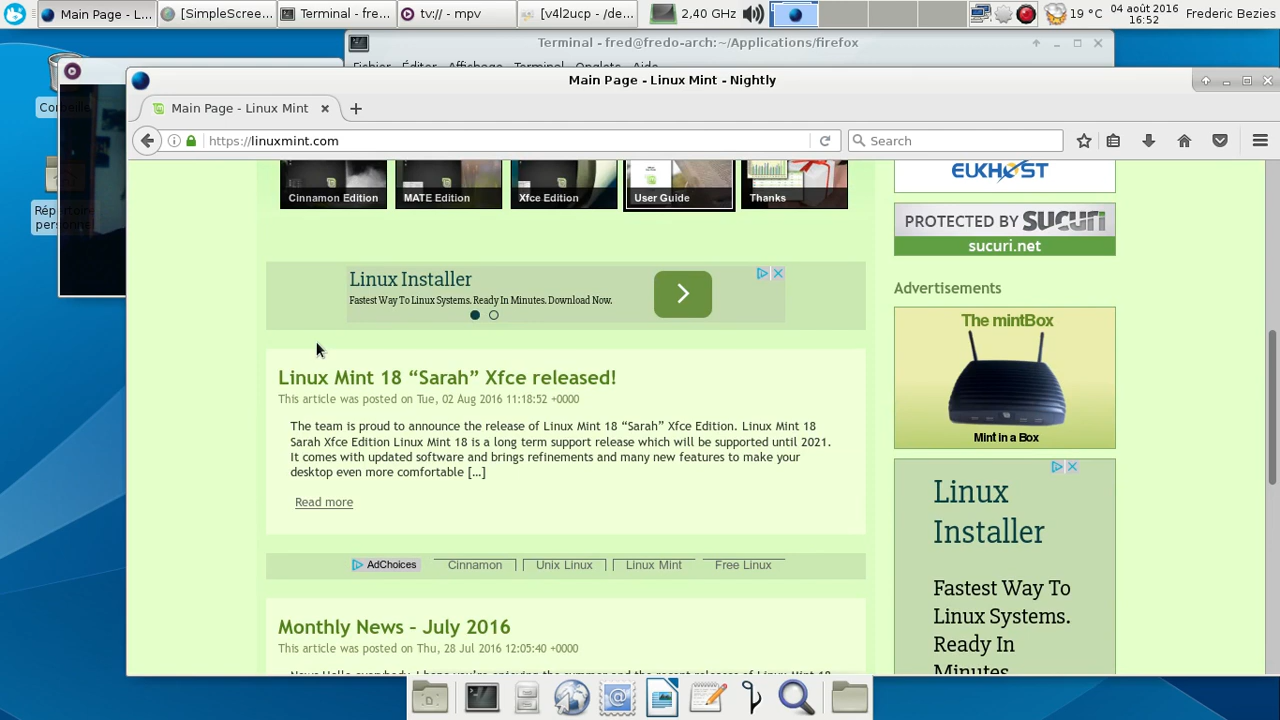 Main Page - L...
[SimpleScree...
Terminal - fre...
tv:// - mpv
[v4l2ucp - /de...
2,40 GHz
19 °C
04 août 2016
16:52
Frederic Bezies
Terminal - fred@fredo-arch:~/Applications/firefox
Fichier Éditer Affichage Terminal Onglets Aide
Main Page - Linux Mint - Nightly
Main Page - Linux Mint
https://linuxmint.com
Search
Cinnamon Edition
MATE Edition
Xfce Edition
User Guide
Thanks
EUKHOST
PROTECTED BY SUCURI
sucuri.net
Linux Installer
Fastest Way To Linux Systems. Ready In Minutes. Download Now.
Advertisements
The mintBox
Mint in a Box
Linux Mint 18 “Sarah” Xfce released!
This article was posted on Tue, 02 Aug 2016 11:18:52 +0000
The team is proud to announce the release of Linux Mint 18 “Sarah” Xfce Edition. Linux Mint 18
Sarah Xfce Edition Linux Mint 18 is a long term support release which will be supported until 2021.
It comes with updated software and brings refinements and many new features to make your
desktop even more comfortable [...]
Read more
AdChoices
Cinnamon
Unix Linux
Linux Mint
Free Linux
Linux
Installer
Fastest Way To
Linux Systems.
Ready In
Minutes.
Monthly News – July 2016
This article was posted on Thu, 28 Jul 2016 12:05:40 +0000